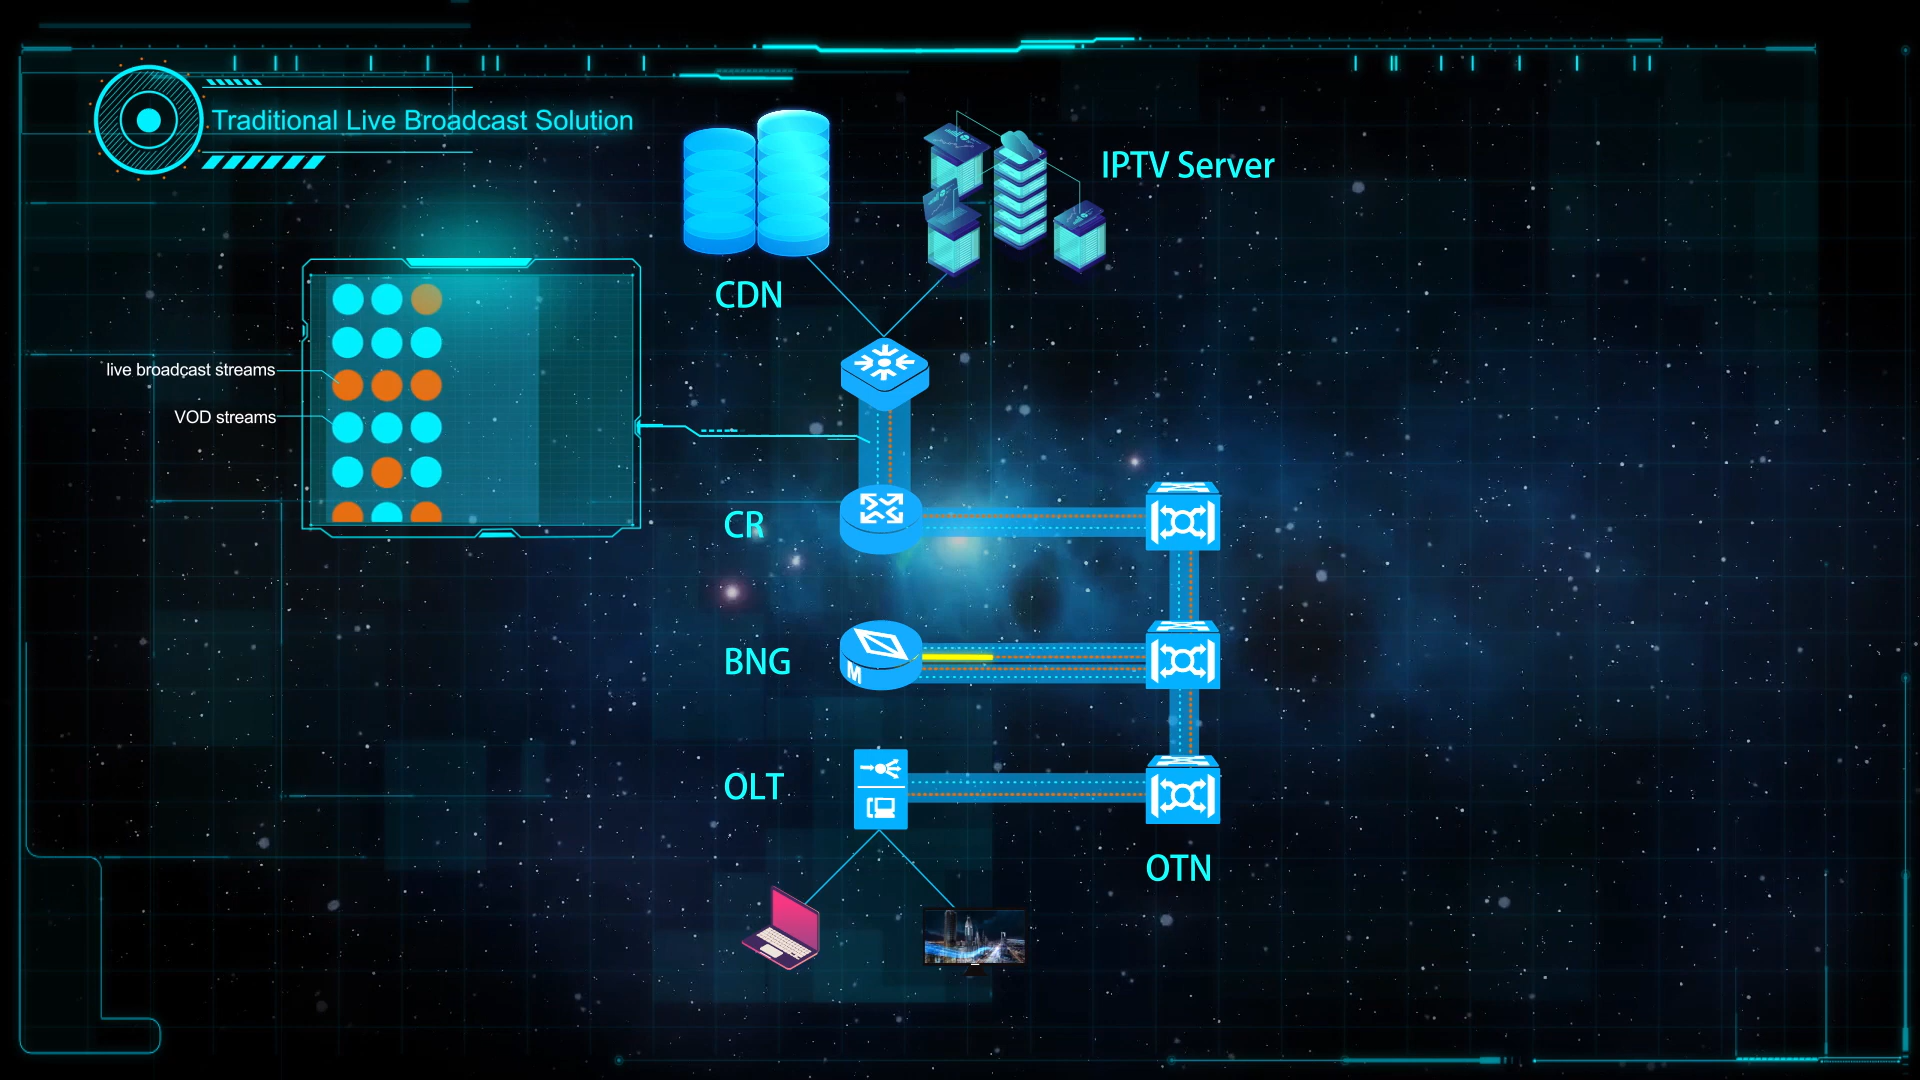 Traditional Live Broadcast Solution
IPTV Server
CDN
live broadcast streams
VOD streams
CR
BNG
M
OLT
OTN